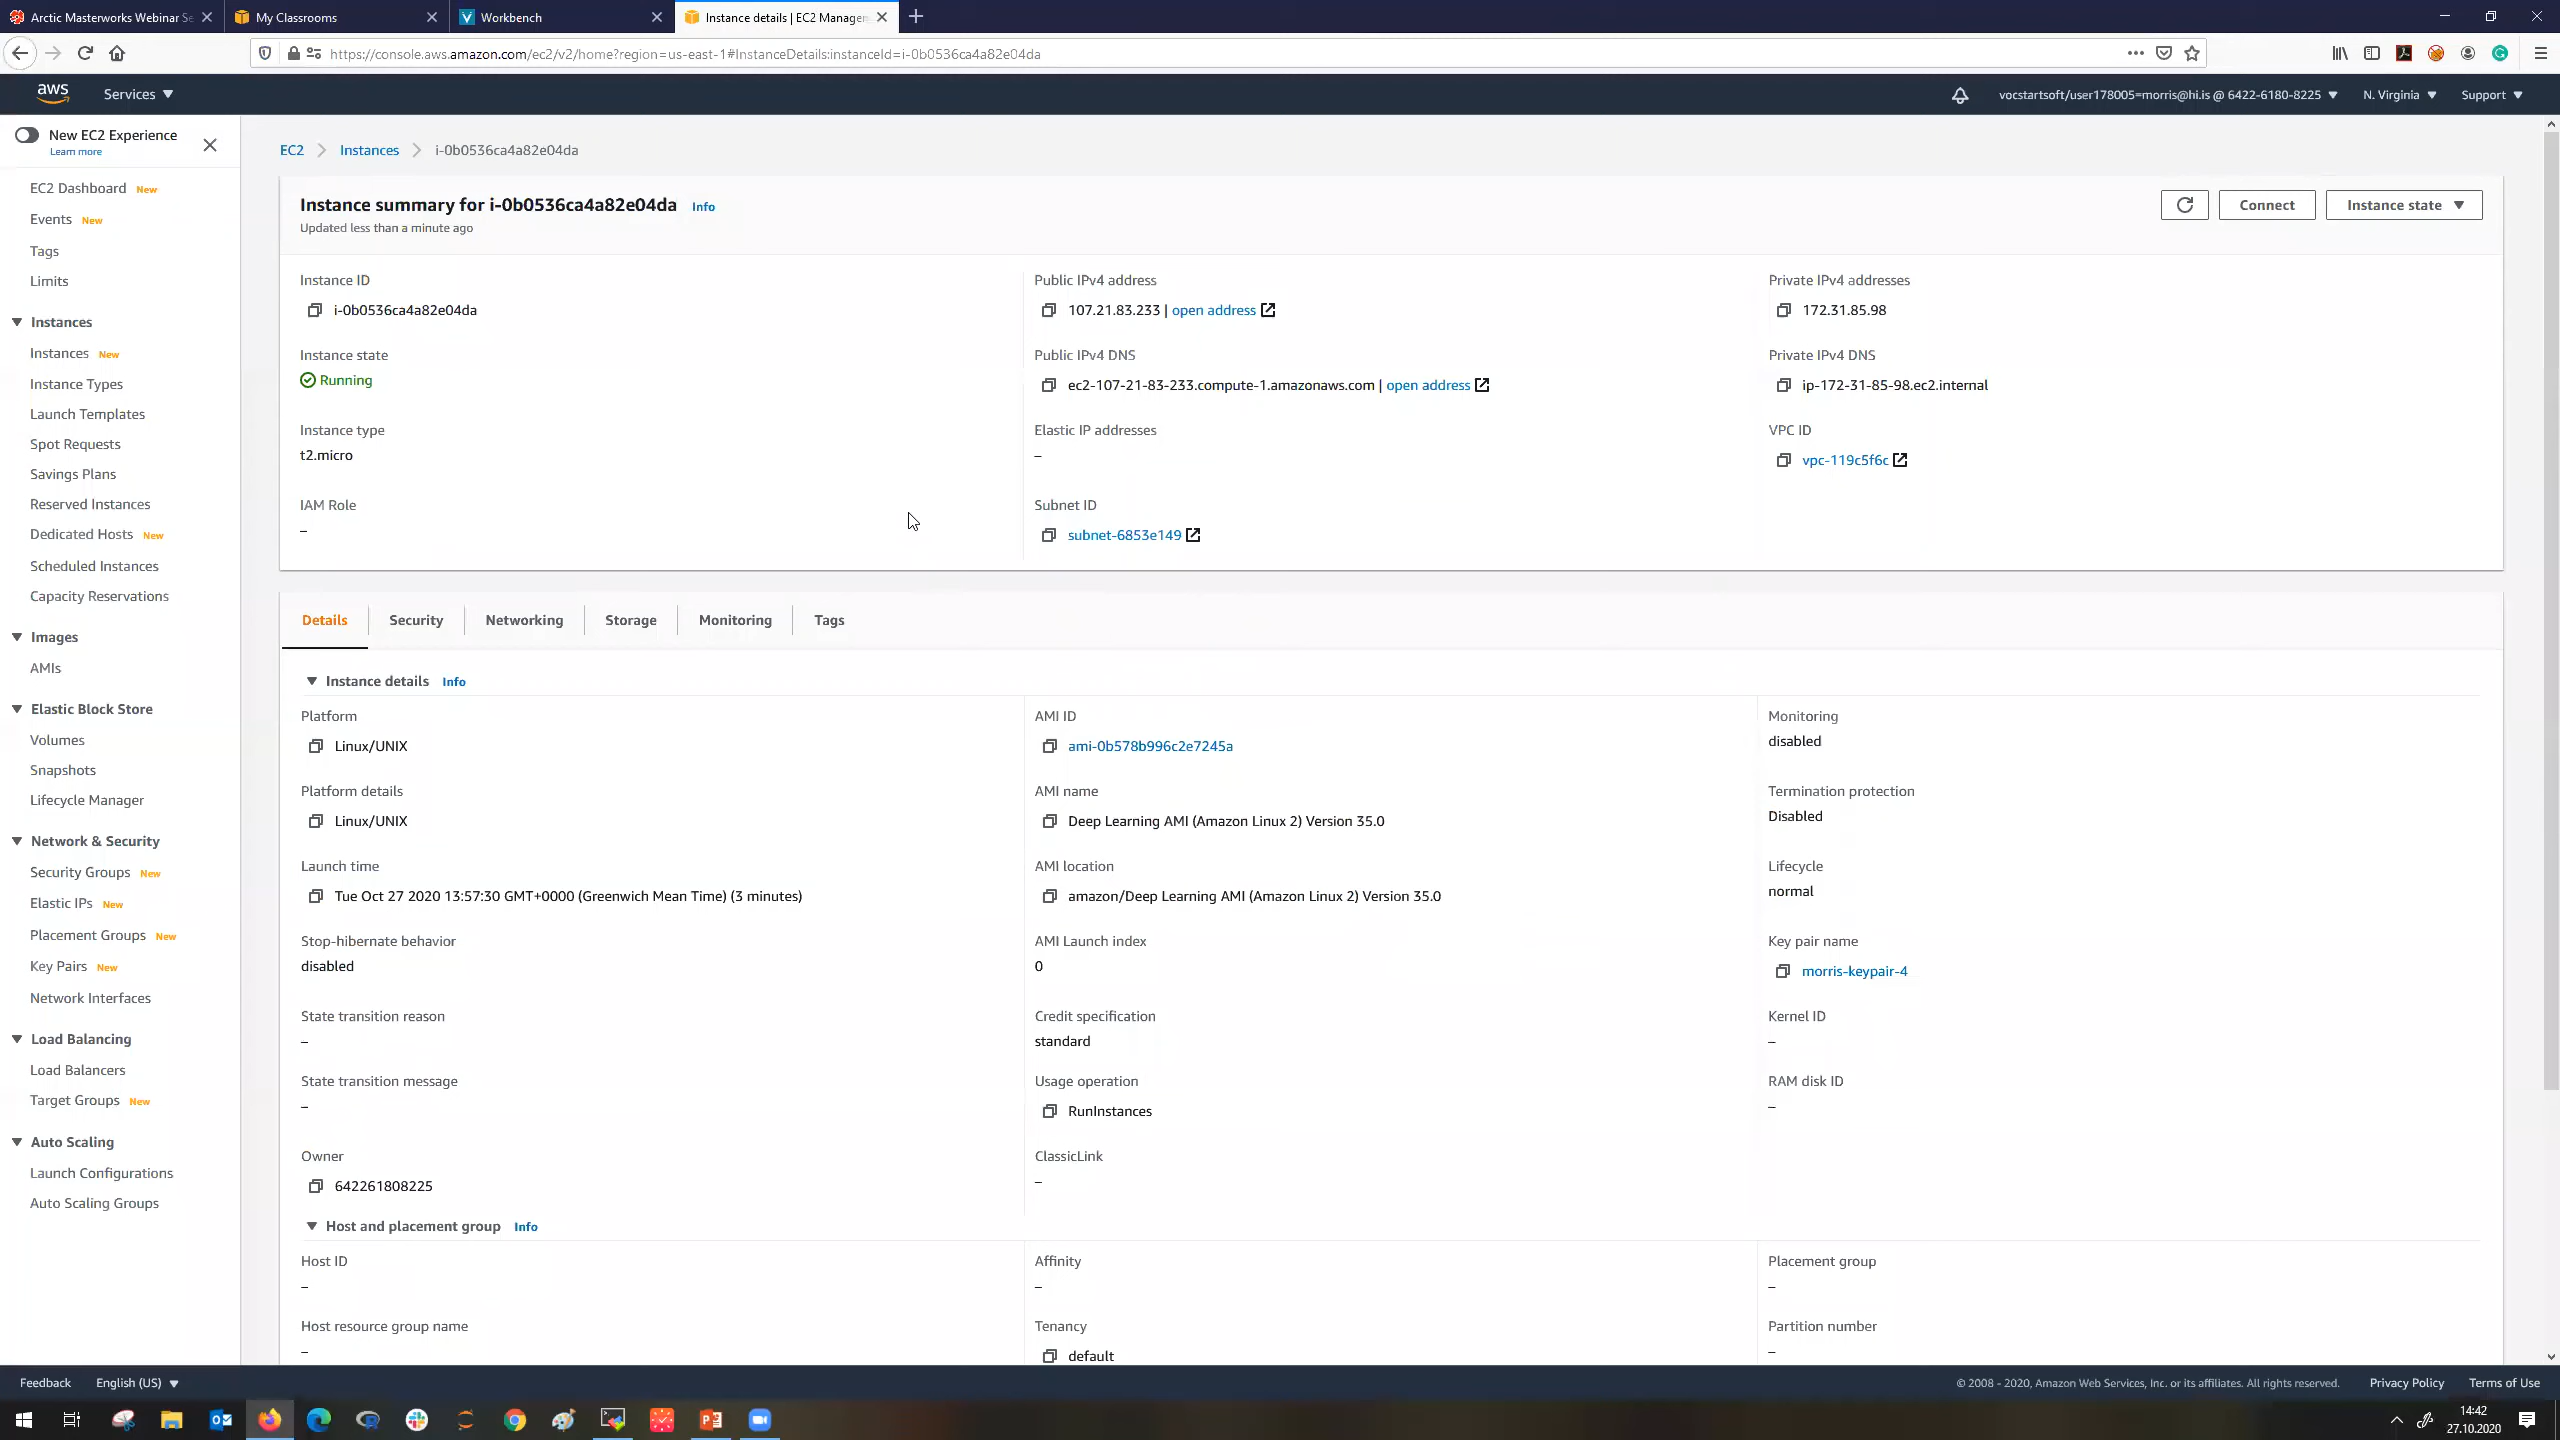 Arctic Masterworks Webinar Se
My Classrooms
Workbench
Instance details | EC2 Manager
https://console.aws.amazon.com/ec2/v2/home?region=us-east-1#InstanceDetails:instanceId=i-0b0536ca4a82e04da
aws
Services
vocstartsoft/user178005=morris@hi.is @ 6422-6180-8225
N. Virginia
Support
New EC2 Experience
Learn more
EC2 Dashboard New
Events New
Tags
Limits
Instances
Instances New
Instance Types
Launch Templates
Spot Requests
Savings Plans
Reserved Instances
Dedicated Hosts New
Scheduled Instances
Capacity Reservations
Images
AMIs
Elastic Block Store
Volumes
Snapshots
Lifecycle Manager
Network & Security
Security Groups New
Elastic IPs New
Placement Groups New
Key Pairs New
Network Interfaces
Load Balancing
Load Balancers
Target Groups New
Auto Scaling
Launch Configurations
Auto Scaling Groups
EC2 > Instances > i-0b0536ca4a82e04da
Instance summary for i-0b0536ca4a82e04da Info
Updated less than a minute ago
Connect
Instance state
Instance ID
i-0b0536ca4a82e04da
Public IPv4 address
107.21.83.233 | open address
Private IPv4 addresses
172.31.85.98
Instance state
Running
Public IPv4 DNS
ec2-107-21-83-233.compute-1.amazonaws.com | open address
Private IPv4 DNS
ip-172-31-85-98.ec2.internal
Instance type
t2.micro
Elastic IP addresses
–
VPC ID
vpc-119c5f6c
IAM Role
–
Subnet ID
subnet-6853e149
Details
Security
Networking
Storage
Monitoring
Tags
Instance details Info
Platform
Linux/UNIX
AMI ID
ami-0b578b996c2e7245a
Monitoring
disabled
Platform details
Linux/UNIX
AMI name
Deep Learning AMI (Amazon Linux 2) Version 35.0
Termination protection
Disabled
Launch time
Tue Oct 27 2020 13:57:30 GMT+0000 (Greenwich Mean Time) (3 minutes)
AMI location
amazon/Deep Learning AMI (Amazon Linux 2) Version 35.0
Lifecycle
normal
Stop-hibernate behavior
disabled
AMI Launch index
0
Key pair name
morris-keypair-4
State transition reason
–
Credit specification
standard
Kernel ID
–
State transition message
–
Usage operation
RunInstances
RAM disk ID
–
Owner
642261808225
ClassicLink
–
Host and placement group Info
Host ID
–
Affinity
–
Placement group
–
Host resource group name
–
Tenancy
default
Partition number
–
Feedback
English (US)
© 2008 - 2020, Amazon Web Services, Inc. or its affiliates. All rights reserved.
Privacy Policy
Terms of Use
14:42
27.10.2020